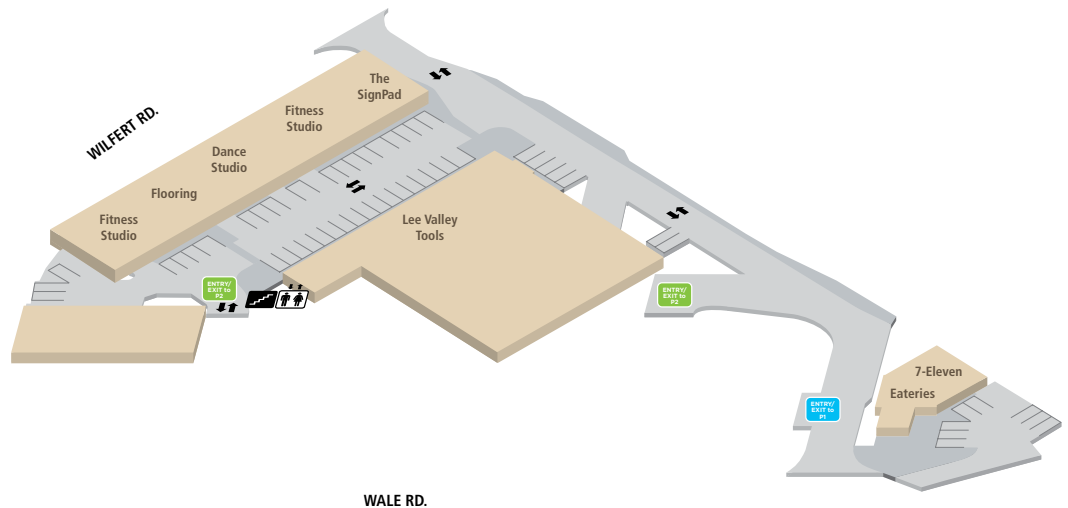 The
SignPad
Fitness
Studio
WILFERT RD.
Dance
Studio
Flooring
Fitness
Studio
Lee Valley
Tools
ENTRY/
EXIT to
P2
ENTRY/
EXIT to
P2
7-Eleven
Eateries
ENTRY/
EXIT to
P1
WALE RD.